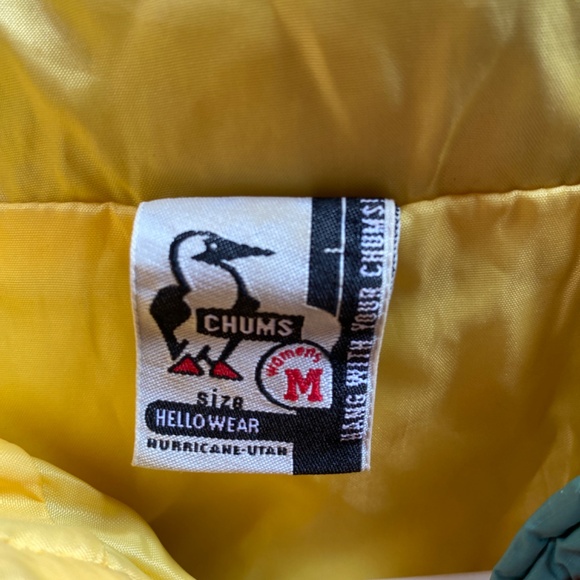 CHUMS
women's
M
size
HELLO WEAR
HURRICANE-UTAH
HANG WITH YOUR CHUMS!